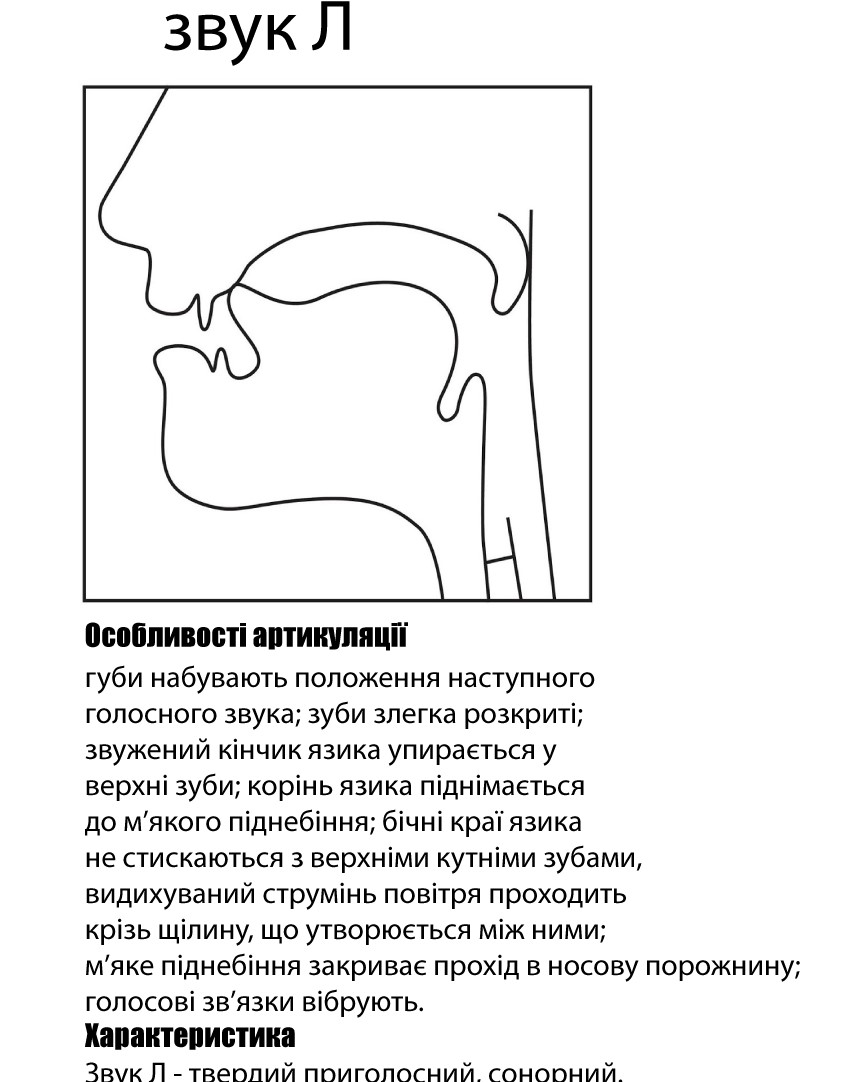 звук Л
Особливості артикуляції
губи набувають положення наступного
голосного звука; зуби злегка розкриті;
звужений кінчик язика упирається у
верхні зуби; корінь язика піднімається
до м’якого піднебіння; бічні краї язика
не стискаються з верхніми кутніми зубами,
видихуваний струмінь повітря проходить
крізь щілину, що утворюється між ними;
м’яке піднебіння закриває прохід в носову порожнину;
голосові зв’язки вібрують.
Характеристика
Звук Л - твердий приголосний, сонорний.